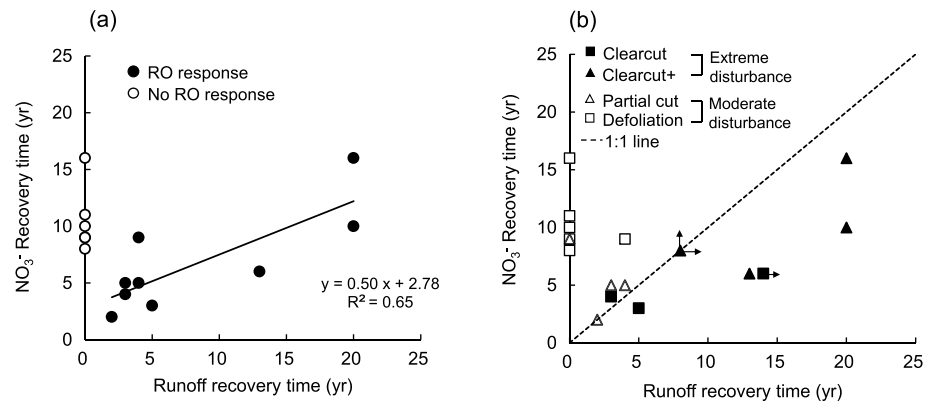 (a)
25
20
15
10
5
0
NO₃⁻ Recovery time (yr)
RO response
No RO response
y = 0.50 x + 2.78
R² = 0.65
0 5 10 15 20 25
Runoff recovery time (yr)
(b)
25
20
15
10
5
0
NO₃⁻ Recovery time (yr)
Clearcut
Clearcut+
Extreme
disturbance
Partial cut
Defoliation
Moderate
disturbance
1:1 line
0 5 10 15 20 25
Runoff recovery time (yr)